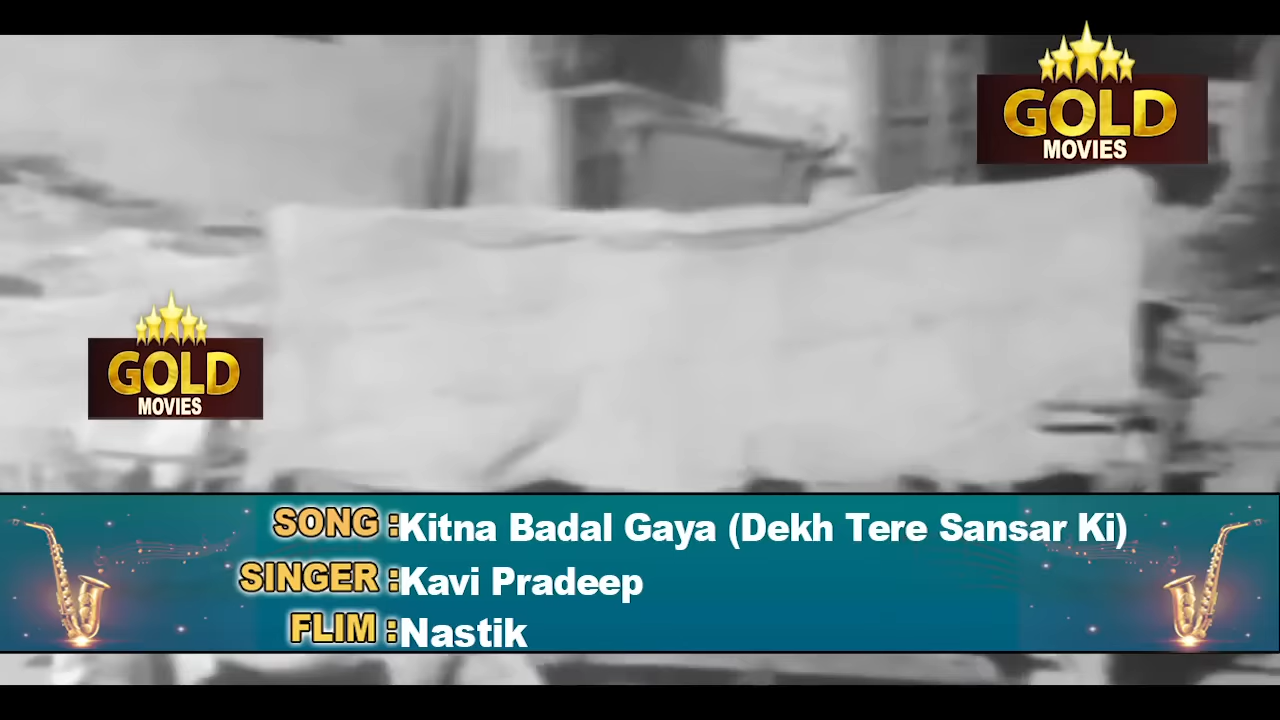 GOLD
MOVIES
GOLD
MOVIES
SONG :Kitna Badal Gaya (Dekh Tere Sansar Ki)
SINGER :Kavi Pradeep
FLIM :Nastik